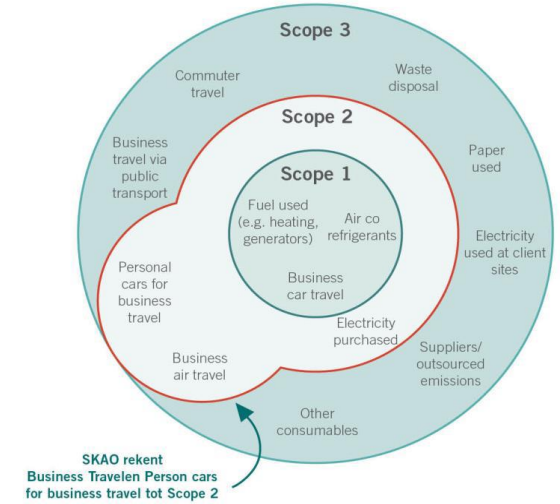 Scope 3
Commuter
travel
Waste
disposal
Scope 2
Business
travel via
public
transport
Paper
used
Scope 1
Fuel used
(e.g. heating,
generators)
Air co
refrigerants
Electricity
used at client
sites
Personal
cars for
business
travel
Business
car travel
Electricity
purchased
Business
air travel
Suppliers/
outsourced
emissions
Other
consumables
SKAO rekent
Business Travelen Person cars
for business travel tot Scope 2